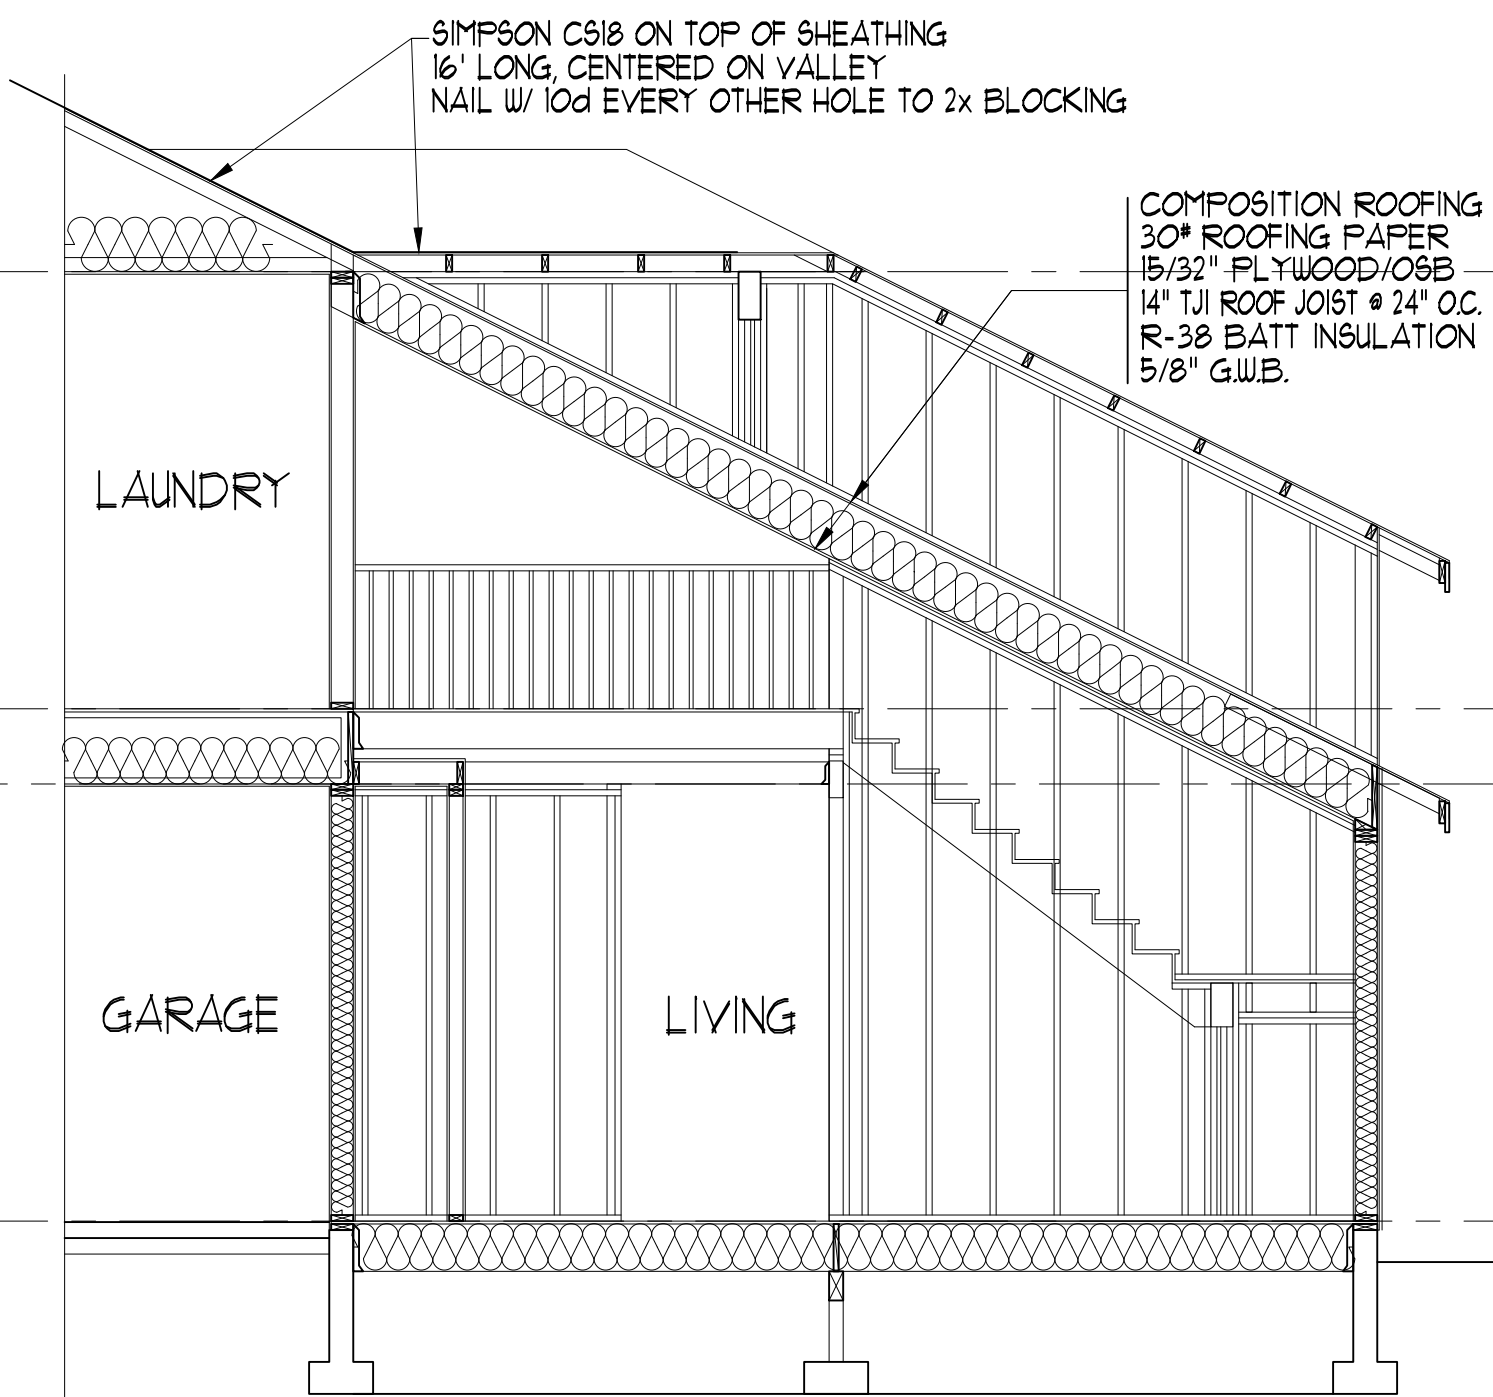 SIMPSON CS18 ON TOP OF SHEATHING
16' LONG, CENTERED ON VALLEY
NAIL W/ 10d EVERY OTHER HOLE TO 2x BLOCKING
COMPOSITION ROOFING
30# ROOFING PAPER
15/32" PLYWOOD/OSB
14" TJI ROOF JOIST @ 24" O.C.
R-38 BATT INSULATION
5/8" G.W.B.
LAUNDRY
GARAGE
LIVING